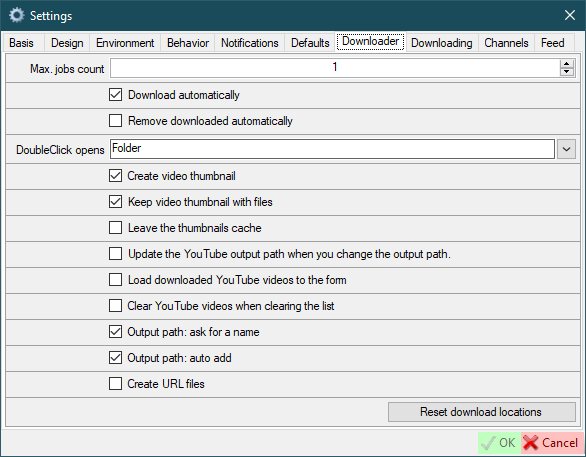 Settings
Basis Design Environment Behavior Notifications Defaults Downloader Downloading Channels Feed
Max. jobs count 1
Download automatically
Remove downloaded automatically
DoubleClick opens Folder
Create video thumbnail
Keep video thumbnail with files
Leave the thumbnails cache
Update the YouTube output path when you change the output path.
Load downloaded YouTube videos to the form
Clear YouTube videos when clearing the list
Output path: ask for a name
Output path: auto add
Create URL files
Reset download locations
OK Cancel